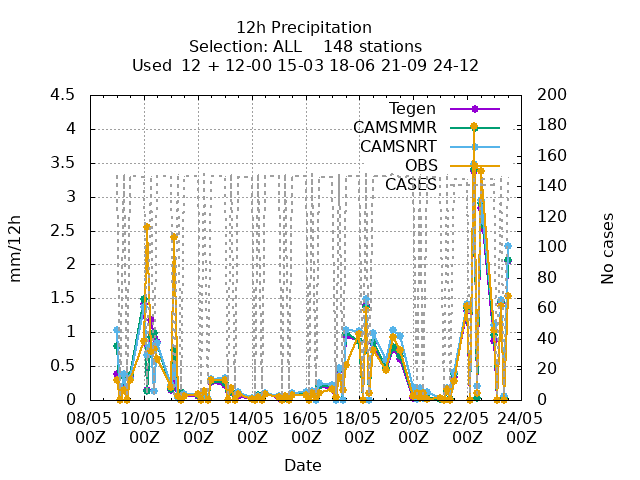 12h Precipitation
Selection: ALL    148 stations
Used  12 + 12-00 15-03 18-06 21-09 24-12
mm/12h
4.5
4
3.5
3
2.5
2
1.5
1
0.5
0
Tegen
CAMSMMR
CAMSNRT
OBS
CASES
200
180
160
140
120
100
80
60
40
20
0
No cases
08/05 10/05 12/05 14/05 16/05 18/05 20/05 22/05 24/05
00Z 00Z 00Z 00Z 00Z 00Z 00Z 00Z 00Z
Date